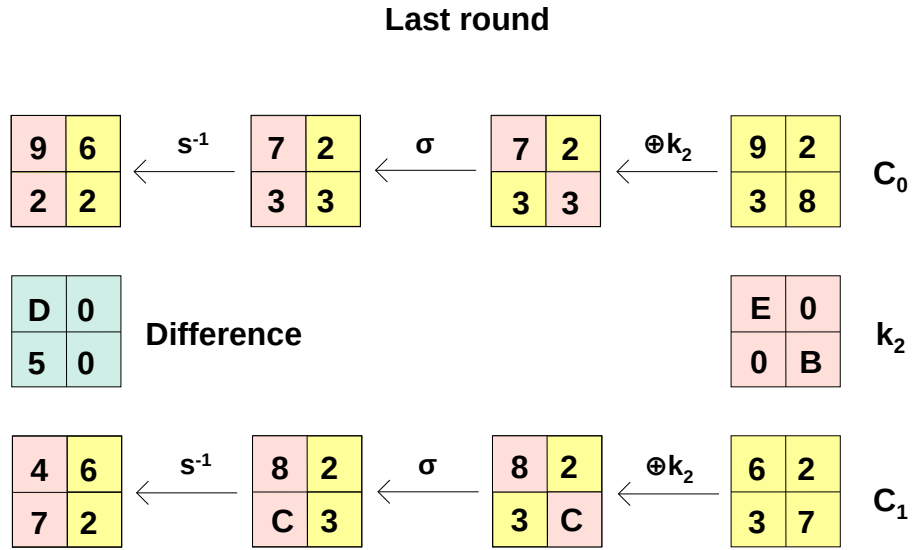 Last round
9 6 s⁻¹ 7 2 σ 7 2 ⊕k₂ 9 2
2 2 3 3 3 3 3 8 C₀
D 0 E 0
5 0 Difference 0 B k₂
4 6 s⁻¹ 8 2 σ 8 2 ⊕k₂ 6 2
7 2 C 3 3 C 3 7 C₁